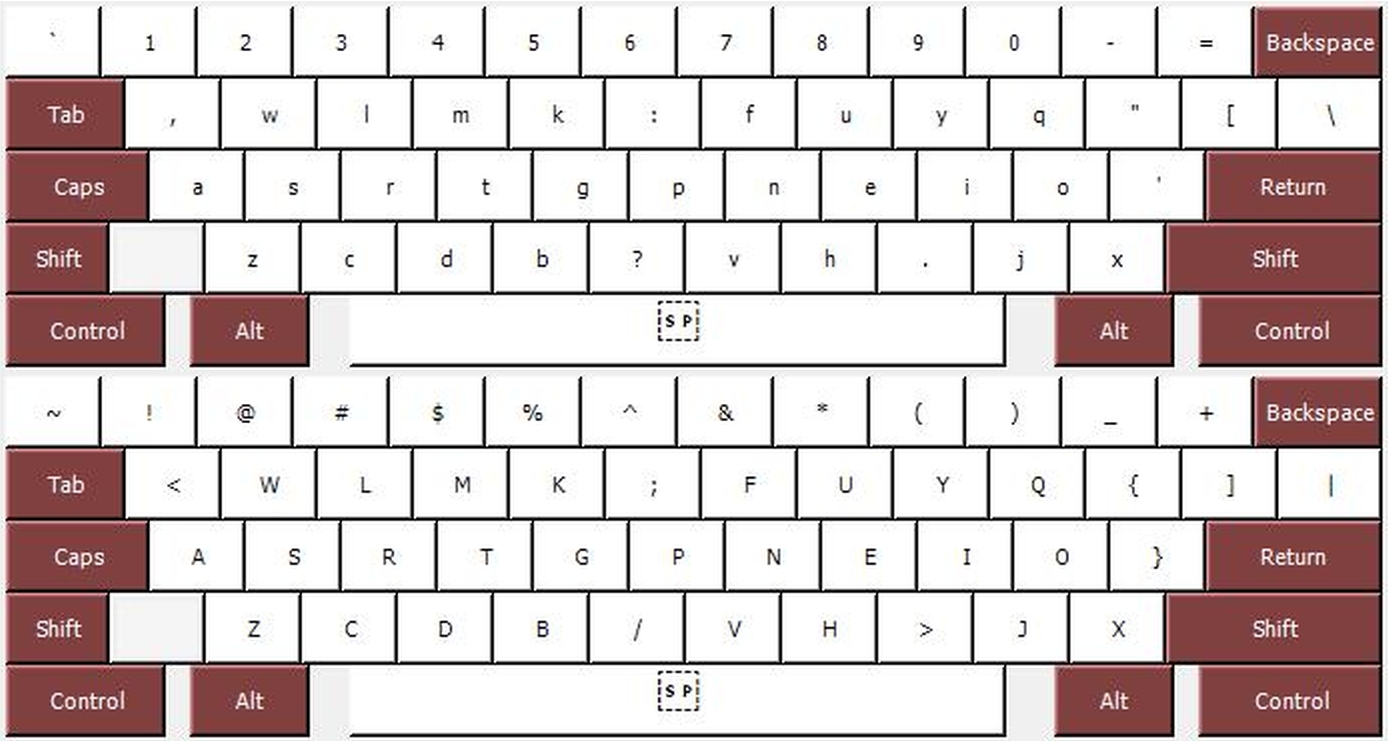 ` 1 2 3 4 5 6 7 8 9 0 - = Backspace
Tab , w l m k : f u y q " [ \
Caps a s r t g p n e i o ' Return
Shift z c d b ? v h . j x Shift
Control Alt SP Alt Control
~ ! @ # $ % ^ & * ( ) _ + Backspace
Tab < W L M K ; F U Y Q { ] |
Caps A S R T G P N E I O } Return
Shift Z C D B / V H > J X Shift
Control Alt SP Alt Control